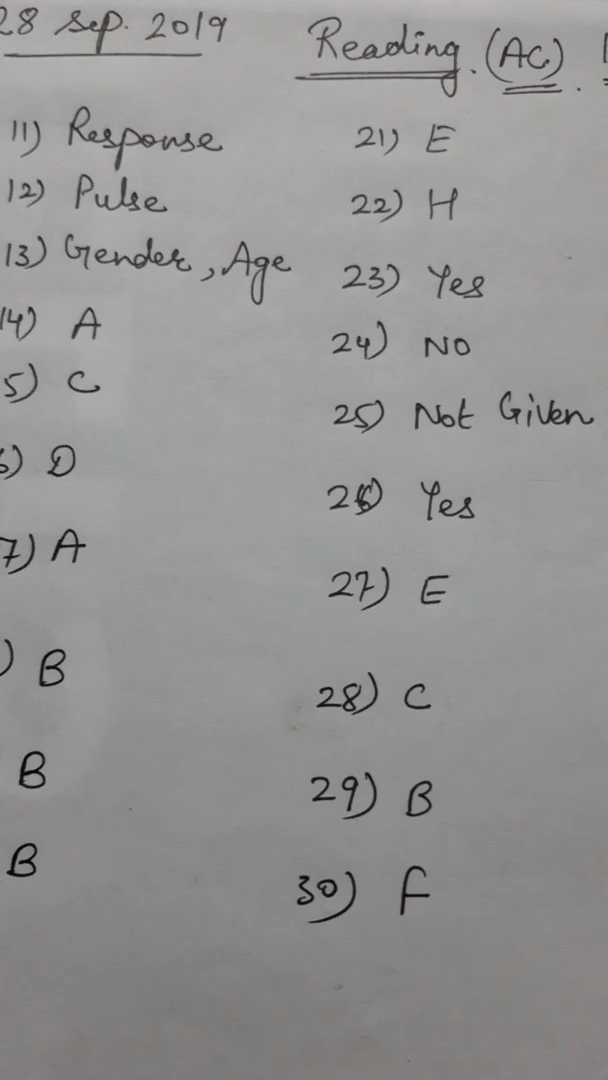 28 Sep. 2019
Reading. (AC).
11) Response
12) Pulse
13) Gender, Age
14) A
5) C
6) D
7) A
) B
B
B
21) E
22) H
23) Yes
24) NO
25) Not Given
26) Yes
27) E
28) C
29) B
30) F